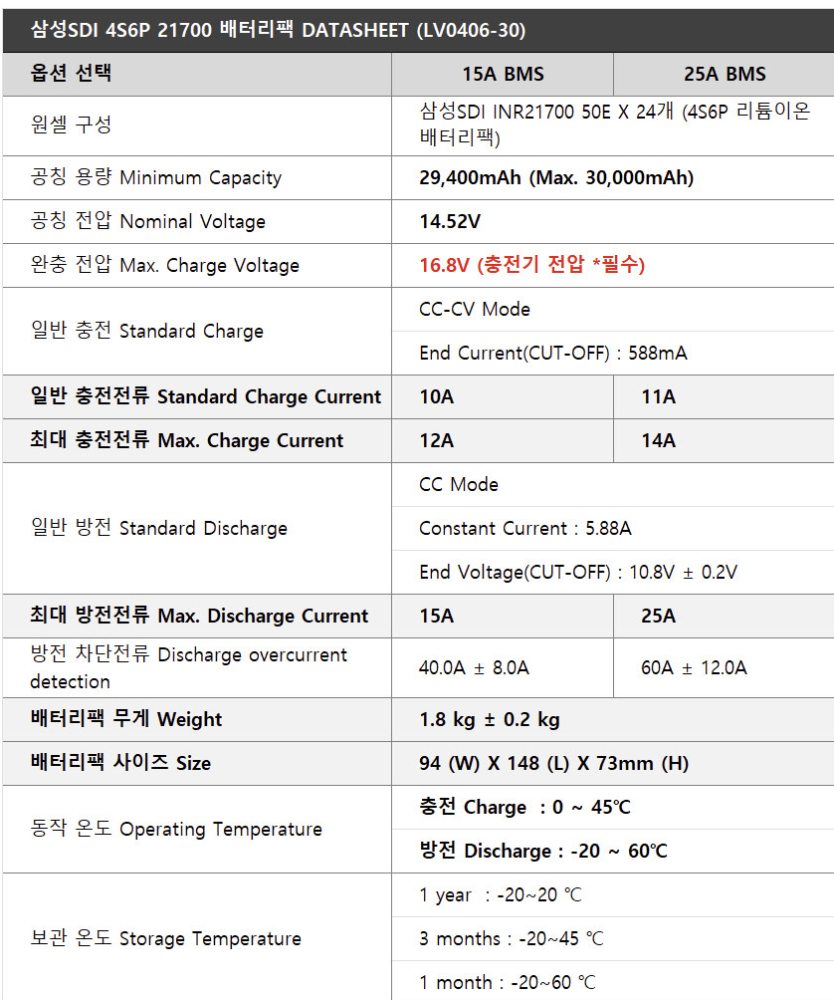 삼성SDI 4S6P 21700 배터리팩 DATASHEET (LV0406-30)
옵션 선택 15A BMS 25A BMS
원셀 구성 삼성SDI INR21700 50E X 24개 (4S6P 리튬이온
배터리팩)
공칭 용량 Minimum Capacity 29,400mAh (Max. 30,000mAh)
공칭 전압 Nominal Voltage 14.52V
완충 전압 Max. Charge Voltage 16.8V (충전기 전압 *필수)
일반 충전 Standard Charge
CC-CV Mode
End Current(CUT-OFF) : 588mA
일반 충전전류 Standard Charge Current 10A 11A
최대 충전전류 Max. Charge Current 12A 14A
일반 방전 Standard Discharge
CC Mode
Constant Current : 5.88A
End Voltage(CUT-OFF) : 10.8V ± 0.2V
최대 방전전류 Max. Discharge Current 15A 25A
방전 차단전류 Discharge overcurrent
detection
40.0A ± 8.0A 60A ± 12.0A
배터리팩 무게 Weight 1.8 kg ± 0.2 kg
배터리팩 사이즈 Size 94 (W) X 148 (L) X 73mm (H)
동작 온도 Operating Temperature
충전 Charge : 0 ~ 45℃
방전 Discharge : -20 ~ 60℃
보관 온도 Storage Temperature
1 year : -20~20 ℃
3 months : -20~45 ℃
1 month : -20~60 ℃